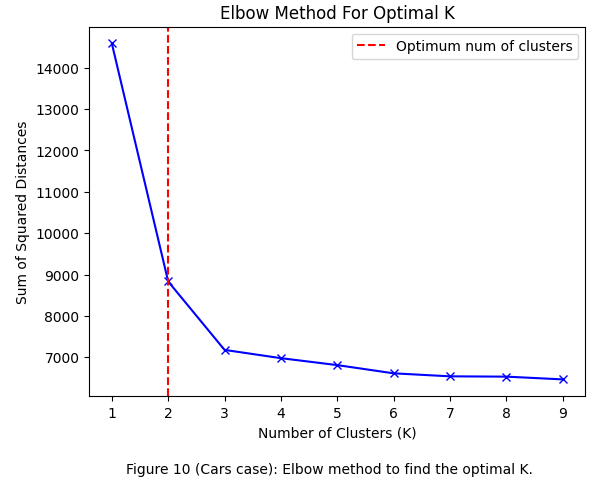 Elbow Method For Optimal K
Optimum num of clusters
Sum of Squared Distances
14000
13000
12000
11000
10000
9000
8000
7000
1 2 3 4 5 6 7 8 9
Number of Clusters (K)
Figure 10 (Cars case): Elbow method to find the optimal K.